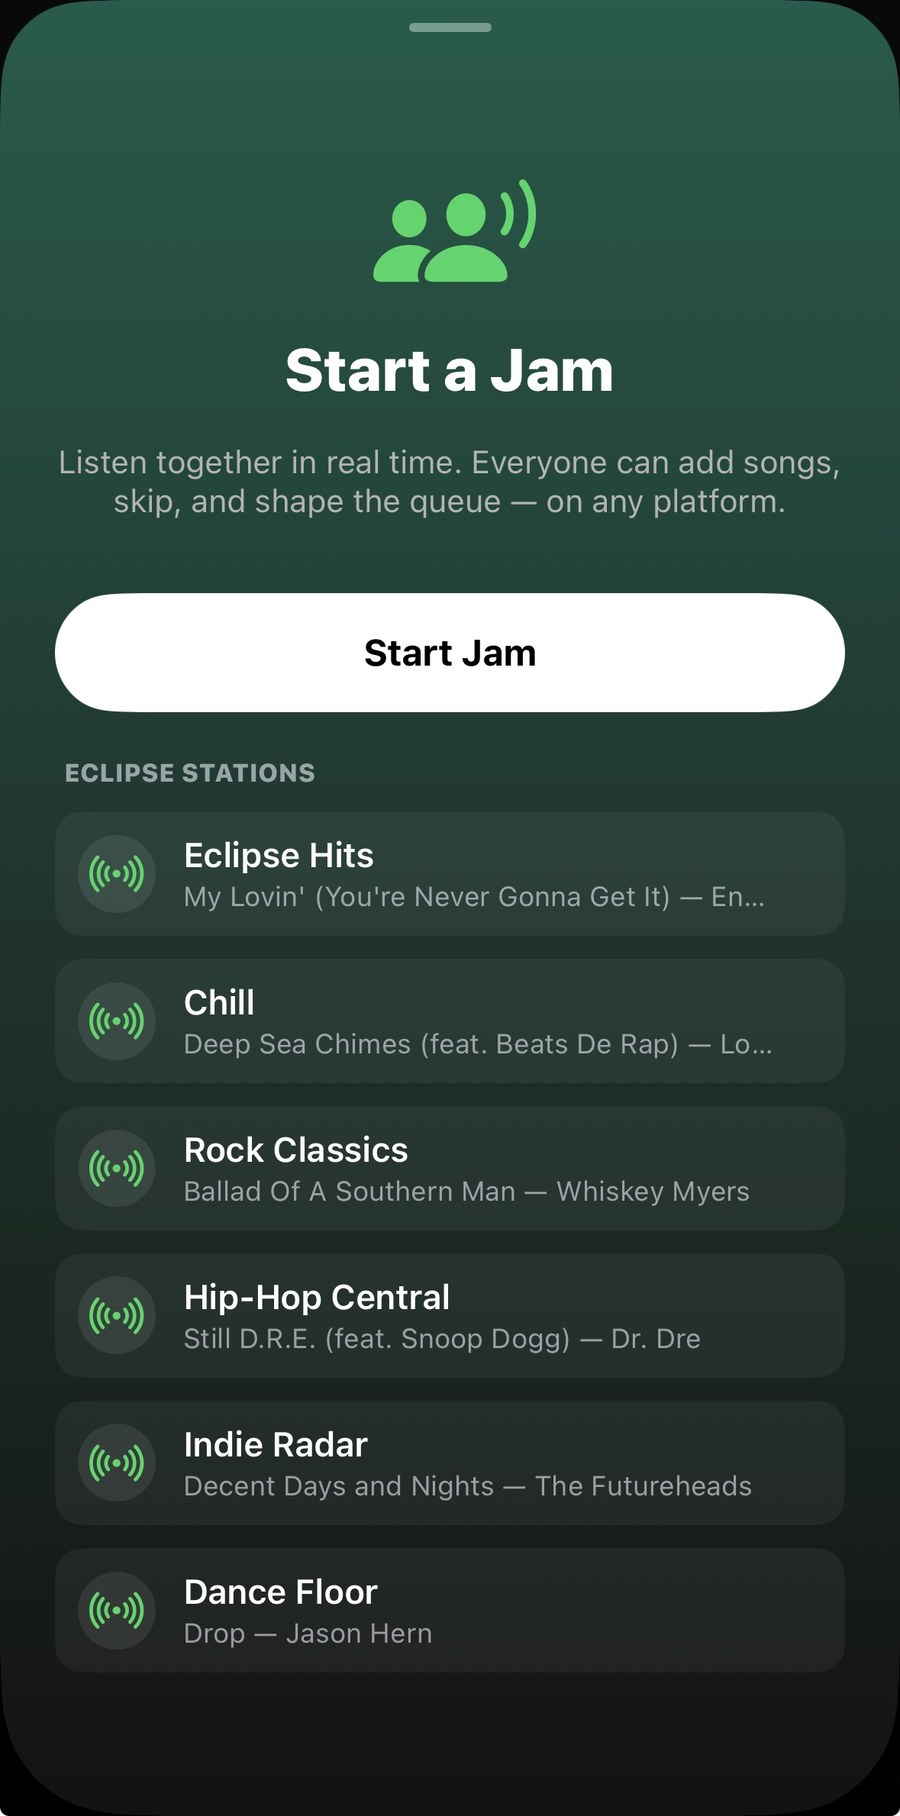 Start a Jam
Listen together in real time. Everyone can add songs,
skip, and shape the queue — on any platform.
Start Jam
ECLIPSE STATIONS
Eclipse Hits
My Lovin' (You're Never Gonna Get It) — En...
Chill
Deep Sea Chimes (feat. Beats De Rap) — Lo...
Rock Classics
Ballad Of A Southern Man — Whiskey Myers
Hip-Hop Central
Still D.R.E. (feat. Snoop Dogg) — Dr. Dre
Indie Radar
Decent Days and Nights — The Futureheads
Dance Floor
Drop — Jason Hern